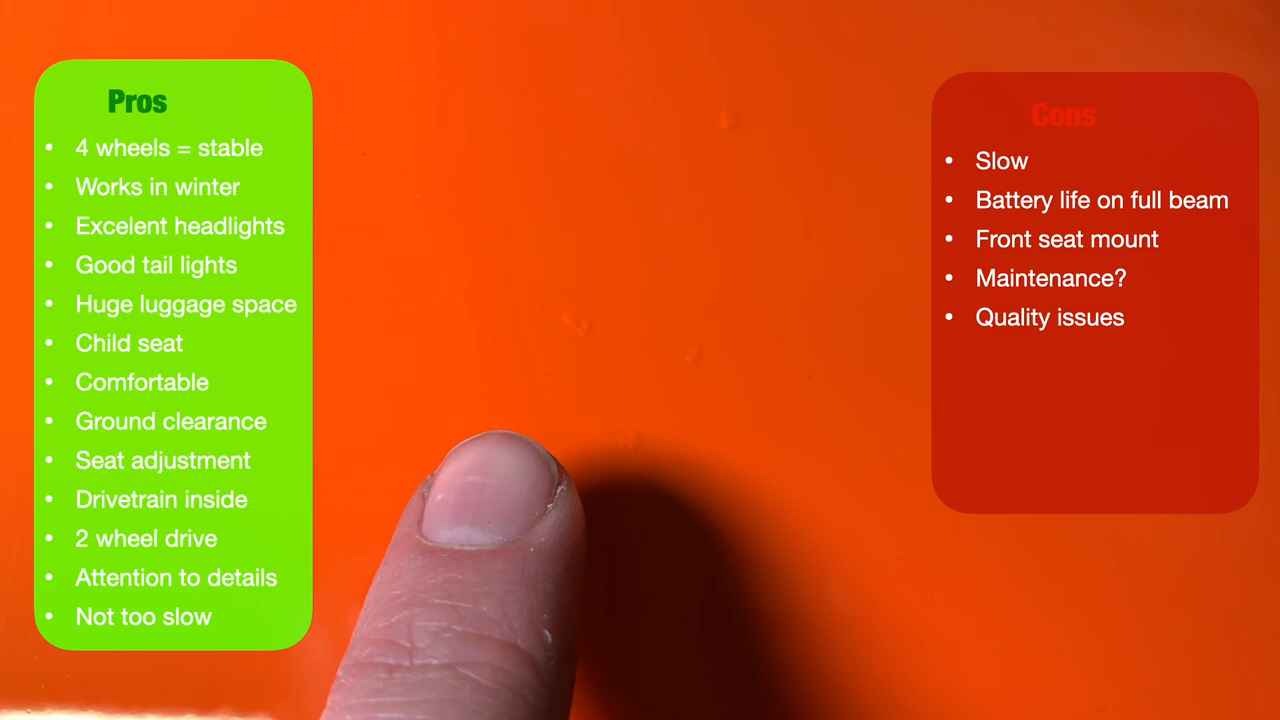 Pros
• 4 wheels = stable
• Works in winter
• Excelent headlights
• Good tail lights
• Huge luggage space
• Child seat
• Comfortable
• Ground clearance
• Seat adjustment
• Drivetrain inside
• 2 wheel drive
• Attention to details
• Not too slow
Cons
• Slow
• Battery life on full beam
• Front seat mount
• Maintenance?
• Quality issues